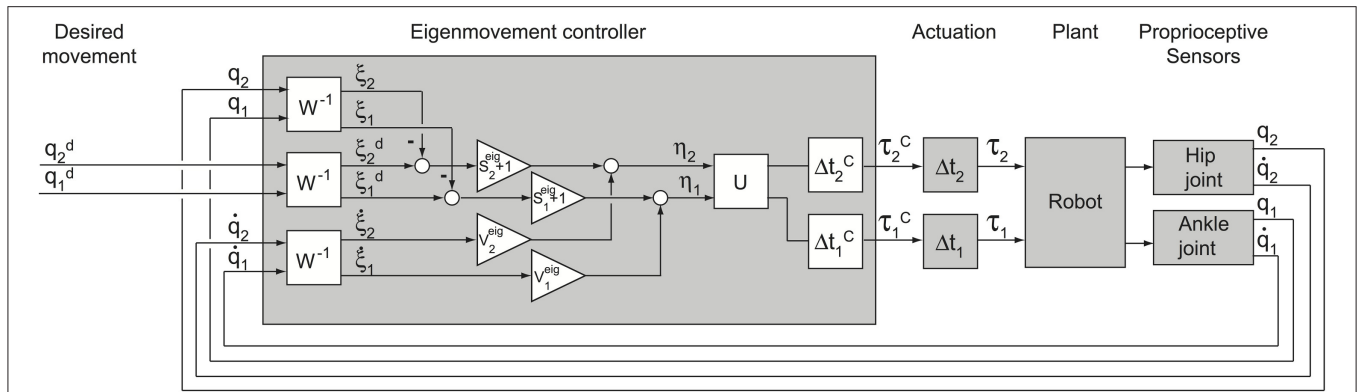 Desired movement
Eigenmovement controller
Actuation
Plant
Proprioceptive Sensors
q₂
q₁
W⁻¹
ξ₂
ξ₁
-
-
q₂ᵈ
q₁ᵈ
W⁻¹
ξ₂ᵈ
ξ₁ᵈ
S₂ᵉⁱᵍ+1
S₁ᵉⁱᵍ+1
q̇₂
q̇₁
W⁻¹
ξ̇₂
ξ̇₁
V₂ᵉⁱᵍ
V₁ᵉⁱᵍ
η₂
η₁
U
Δt₂ᶜ
Δt₁ᶜ
τ₂ᶜ
τ₁ᶜ
Δt₂
Δt₁
τ₂
τ₁
Robot
Hip joint
Ankle joint
q₂
q̇₂
q₁
q̇₁